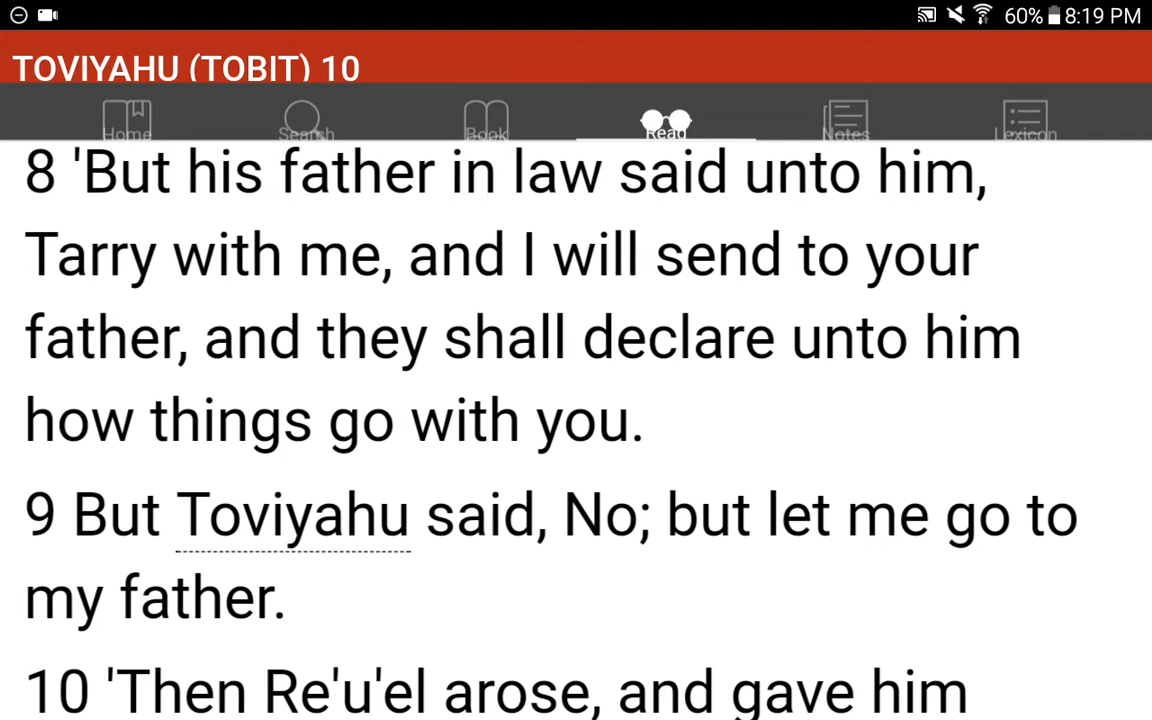 60% 8:19 PM
TOVIYAHU (TOBIT) 10
Home Search Book Read Notes Lexicon
8 'But his father in law said unto him,
Tarry with me, and I will send to your
father, and they shall declare unto him
how things go with you.
9 But Toviyahu said, No; but let me go to
my father.
10 'Then Re'u'el arose, and gave him